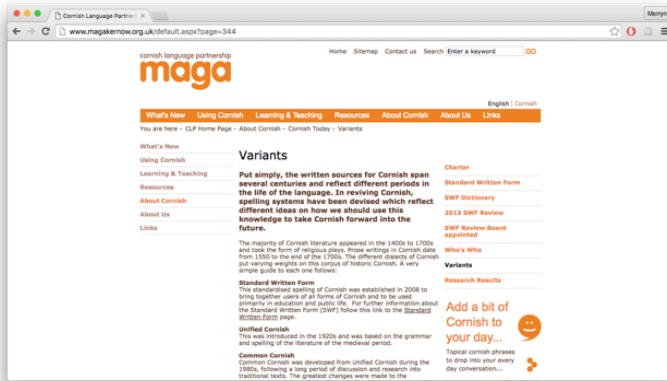 Cornish Language Partners
Merryn
www.magakernow.org.uk/default.aspx?page=344
cornish language partnership
maga
Home Sitemap Contact us Search Enter a keyword GO
English | Cornish
What's New Using Cornish Learning & Teaching Resources About Cornish About Us Links
You are here - CLP Home Page - About Cornish - Cornish Today - Variants
What's New
Using Cornish
Learning & Teaching
Resources
About Cornish
About Us
Links
Variants
Put simply, the written sources for Cornish span
several centuries and reflect different periods in
the life of the language. In reviving Cornish,
spelling systems have been devised which reflect
different ideas on how we should use this
knowledge to take Cornish forward into the
future.
The majority of Cornish literature appeared in the 1400s to 1700s
and took the form of religious plays. Prose writings in Cornish date
from 1550 to the end of the 1700s. The different dialects of Cornish
put varying weights on this corpus of historic Cornish. A very
simple guide to each one follows:
Standard Written Form
This standardised spelling of Cornish was established in 2008 to
bring together users of all forms of Cornish and to be used
primarily in education and public life. For further information about
the Standard Written Form (SWF) follow this link to the Standard
Written Form page.
Unified Cornish
This was introduced in the 1920s and was based on the grammar
and spelling of the literature of the medieval period.
Common Cornish
Common Cornish was developed from Unified Cornish during the
1980s, following a long period of discussion and research into
traditional texts. The greatest changes were made to the
Charter
Standard Written Form
SWF Dictionary
2013 SWF Review
SWF Review Board
appointed
Who's Who
Variants
Research Results
Add a bit of
Cornish to
your day...
Topical cornish phrases
to drop into your every
day conversation...